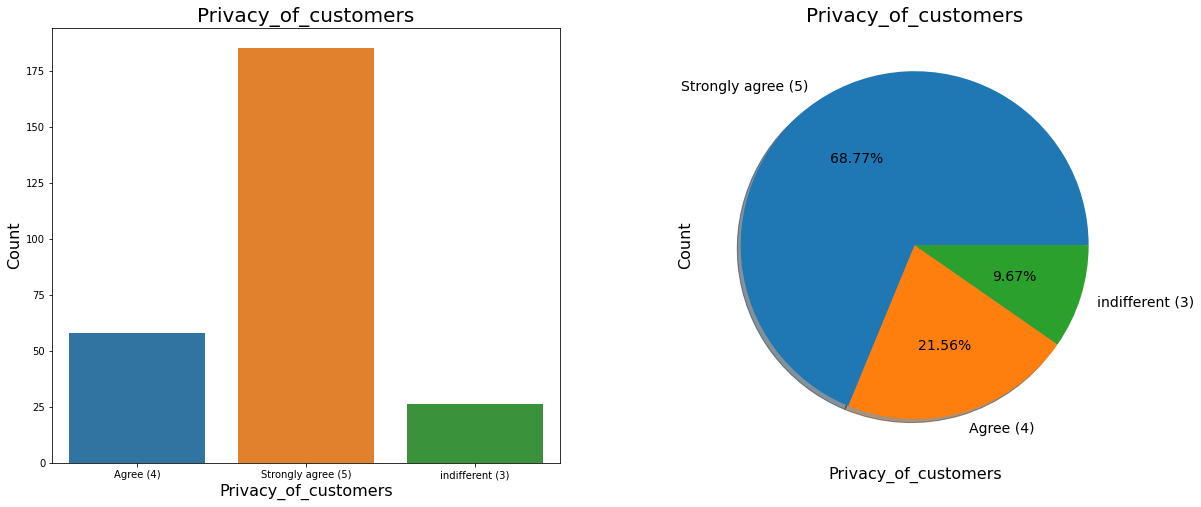 Privacy_of_customers
Count
175
150
125
100
75
50
25
0
Agree (4)
Strongly agree (5)
indifferent (3)
Privacy_of_customers
Privacy_of_customers
Count
Strongly agree (5)
68.77%
9.67%
indifferent (3)
21.56%
Agree (4)
Privacy_of_customers